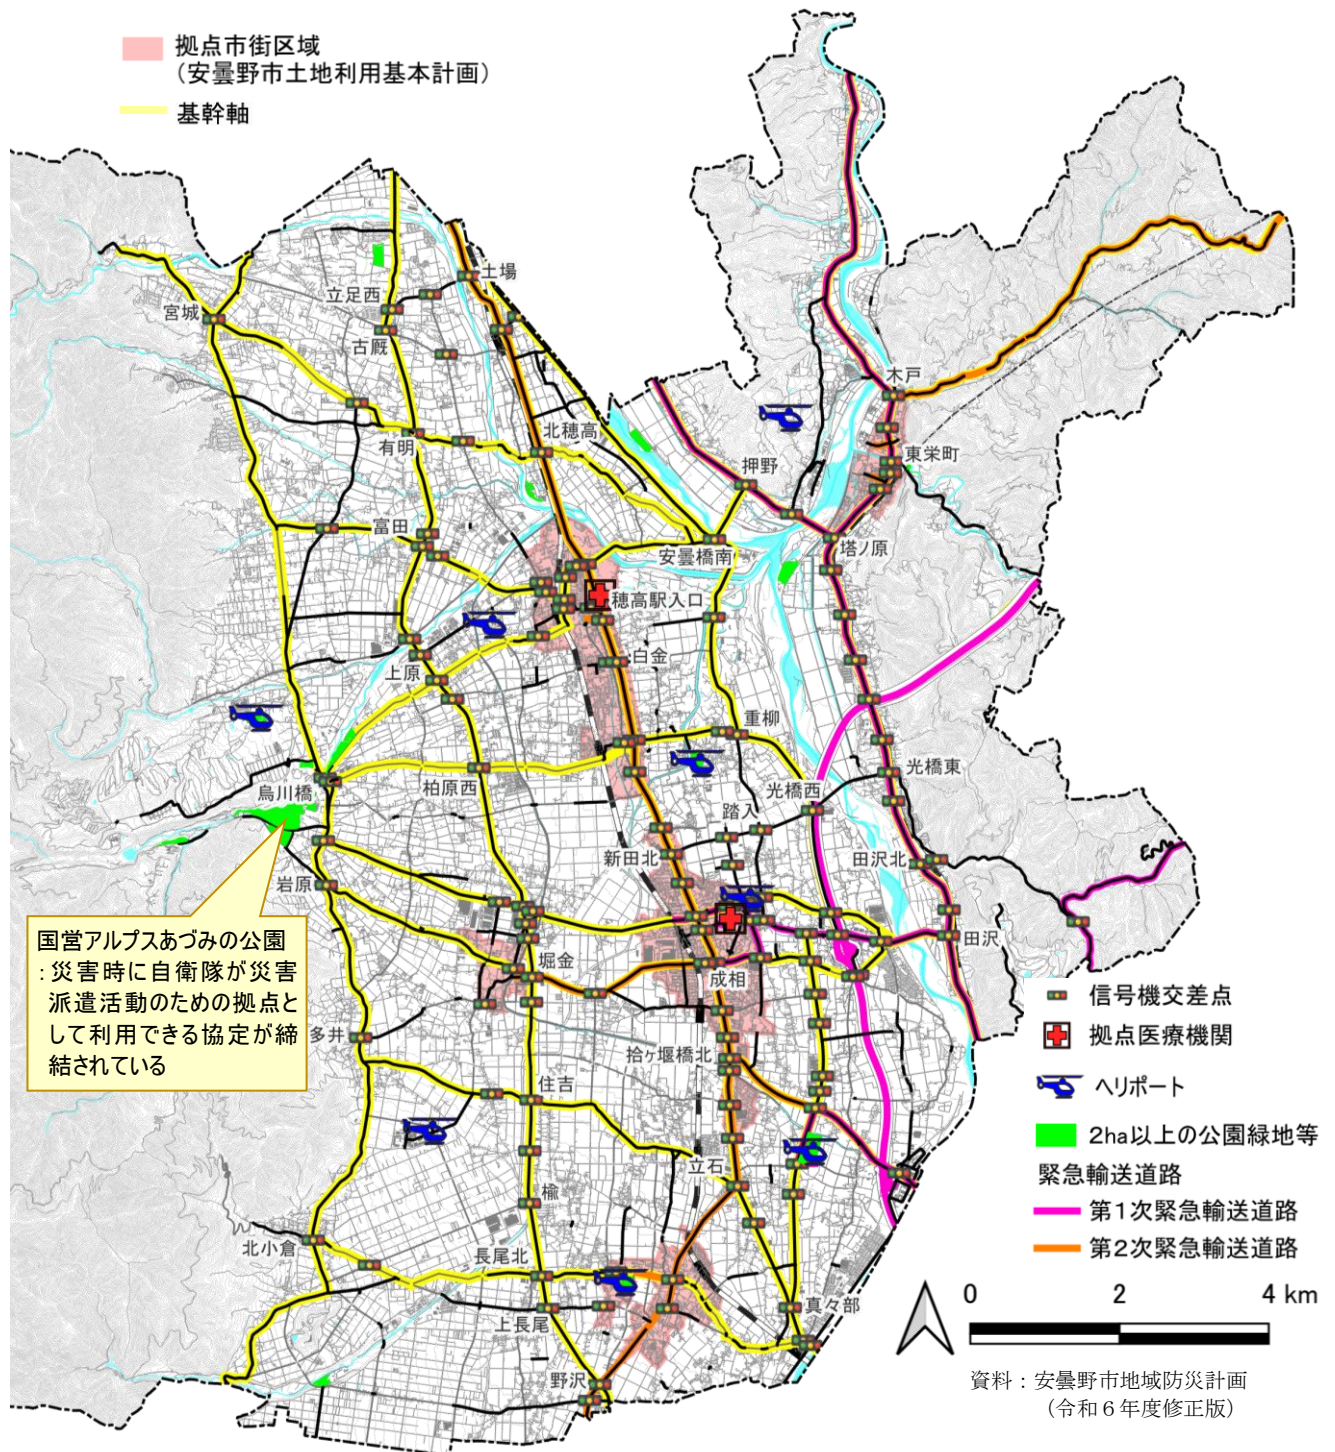 拠点市街区域
（安曇野市土地利用基本計画）
基幹軸
土場
立足西
宮城
古厩
木戸
北穂高
有明
押野
東栄町
富田
安曇橋南
塔ノ原
穂高駅入口
上原
白金
重柳
光橋東
烏川橋
柏原西
光橋西
踏入
新田北
田沢北
岩原
国営アルプスあづみの公園
：災害時に自衛隊が災害
派遣活動のための拠点と
して利用できる協定が締
結されている
田沢
堀金
成相
多井
拾ヶ堰橋北
住吉
立石
楡
北小倉
長尾北
上長尾
真々部
野沢
信号機交差点
拠点医療機関
ヘリポート
2ha以上の公園緑地等
緊急輸送道路
第1次緊急輸送道路
第2次緊急輸送道路
0 2 4 km
資料：安曇野市地域防災計画
（令和６年度修正版）